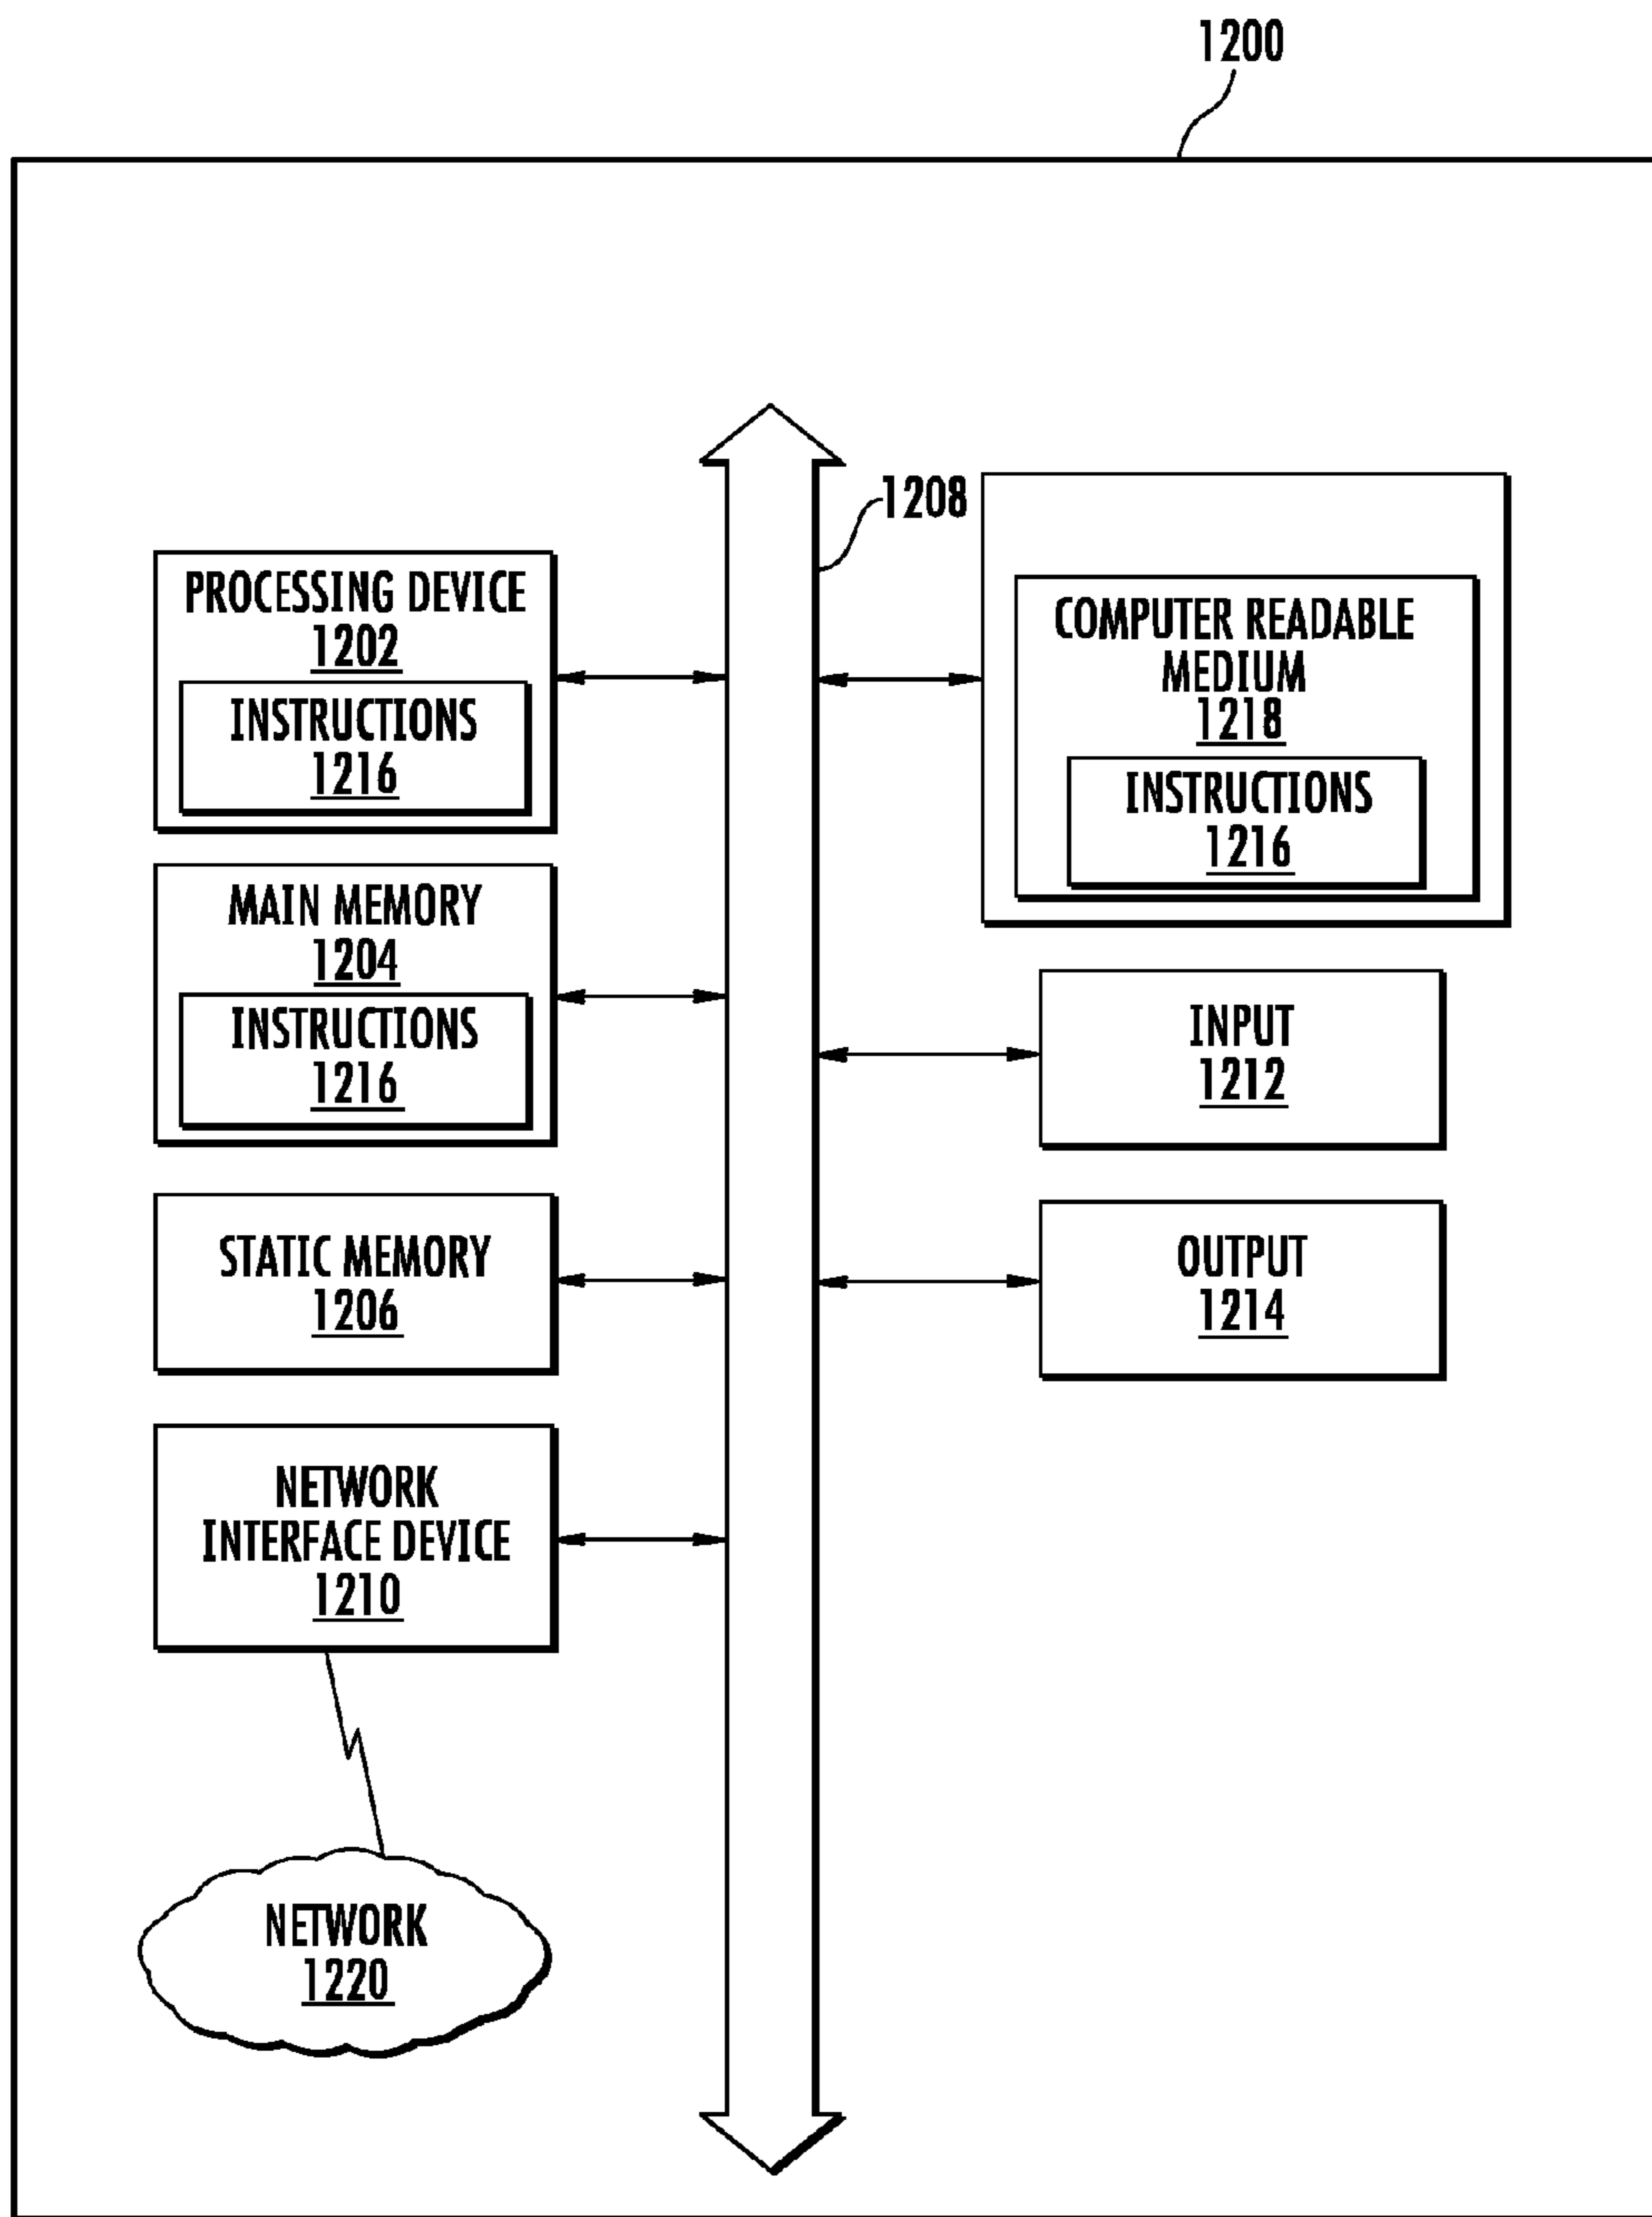 1200
1208
PROCESSING DEVICE
1202
INSTRUCTIONS
1216
MAIN MEMORY
1204
INSTRUCTIONS
1216
STATIC MEMORY
1206
NETWORK
INTERFACE DEVICE
1210
NETWORK
1220
COMPUTER READABLE
MEDIUM
1218
INSTRUCTIONS
1216
INPUT
1212
OUTPUT
1214